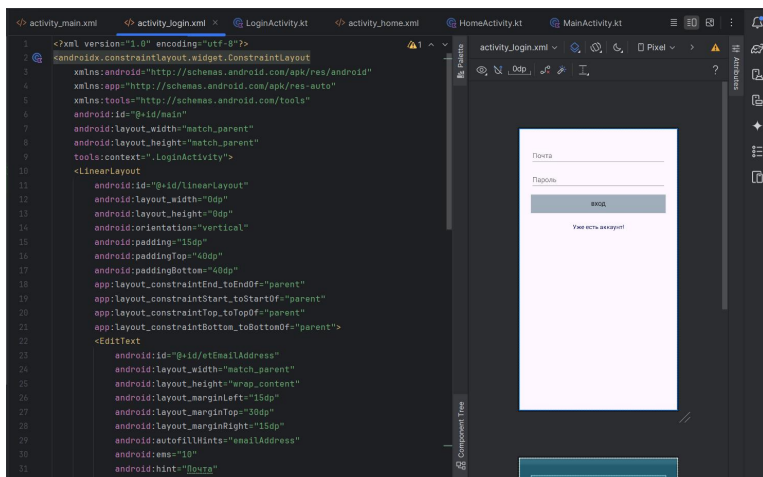 activity_main.xml activity_login.xml LoginActivity.kt activity_home.xml HomeActivity.kt MainActivity.kt
1 <?xml version="1.0" encoding="utf-8"?>
2 <androidx.constraintlayout.widget.ConstraintLayout
3 xmlns:android="http://schemas.android.com/apk/res/android"
4 xmlns:app="http://schemas.android.com/apk/res-auto"
5 xmlns:tools="http://schemas.android.com/tools"
6 android:id="@+id/main"
7 android:layout_width="match_parent"
8 android:layout_height="match_parent"
9 tools:context=".LoginActivity">
10 <LinearLayout
11 android:id="@+id/linearLayout"
12 android:layout_width="0dp"
13 android:layout_height="0dp"
14 android:orientation="vertical"
15 android:padding="15dp"
16 android:paddingTop="40dp"
17 android:paddingBottom="40dp"
18 app:layout_constraintEnd_toEndOf="parent"
19 app:layout_constraintStart_toStartOf="parent"
20 app:layout_constraintTop_toTopOf="parent"
21 app:layout_constraintBottom_toBottomOf="parent">
22 <EditText
23 android:id="@+id/etEmailAddress"
24 android:layout_width="match_parent"
25 android:layout_height="wrap_content"
26 android:layout_marginLeft="15dp"
27 android:layout_marginTop="30dp"
28 android:layout_marginRight="15dp"
29 android:autofillHints="emailAddress"
30 android:ems="10"
31 android:hint="Почта"
1
Palette
Component Tree
activity_login.xml Pixel
0dp ?
Почта
Пароль
ВХОД
Уже есть аккаунт!
Attributes